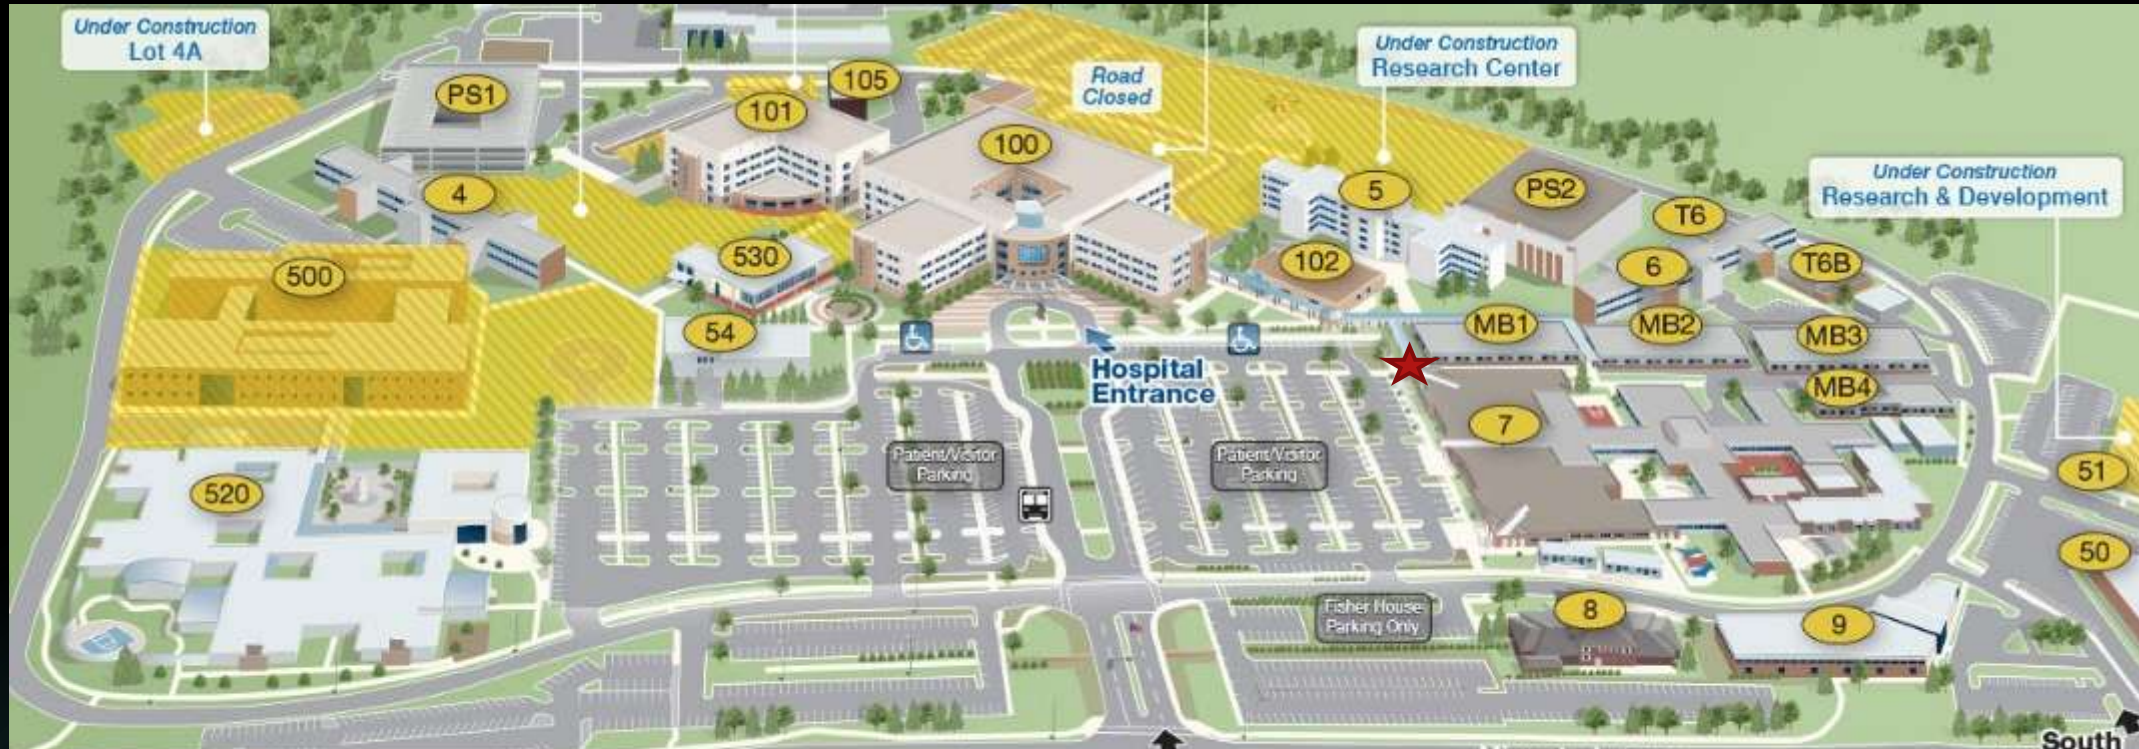 Under Construction
Lot 4A
PS1
101
105
100
Road
Closed
Under Construction
Research Center
5
PS2
T6
Under Construction
Research & Development
4
500
530
102
6
T6B
54
MB1
MB2
MB3
MB4
Hospital
Entrance
7
Patient/Visitor
Parking
Patient/Visitor
Parking
520
51
50
Fisher House
Parking Only
8
9
South